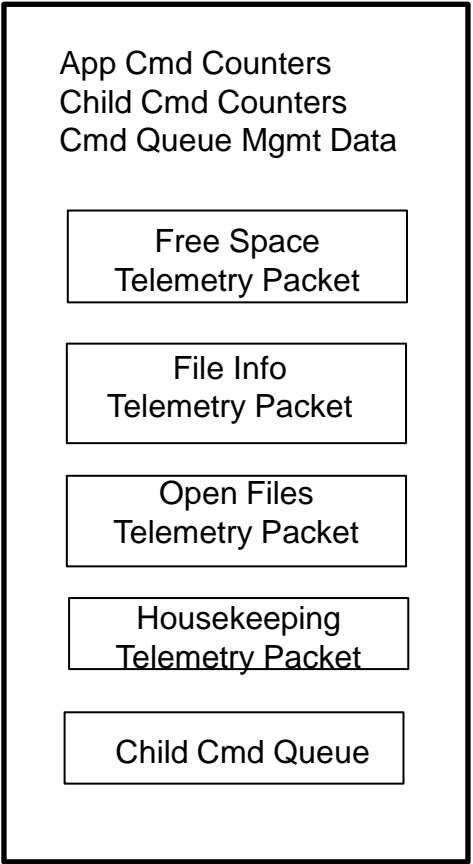 App Cmd Counters
Child Cmd Counters
Cmd Queue Mgmt Data
Free Space
Telemetry Packet
File Info
Telemetry Packet
Open Files
Telemetry Packet
Housekeeping
Telemetry Packet
Child Cmd Queue